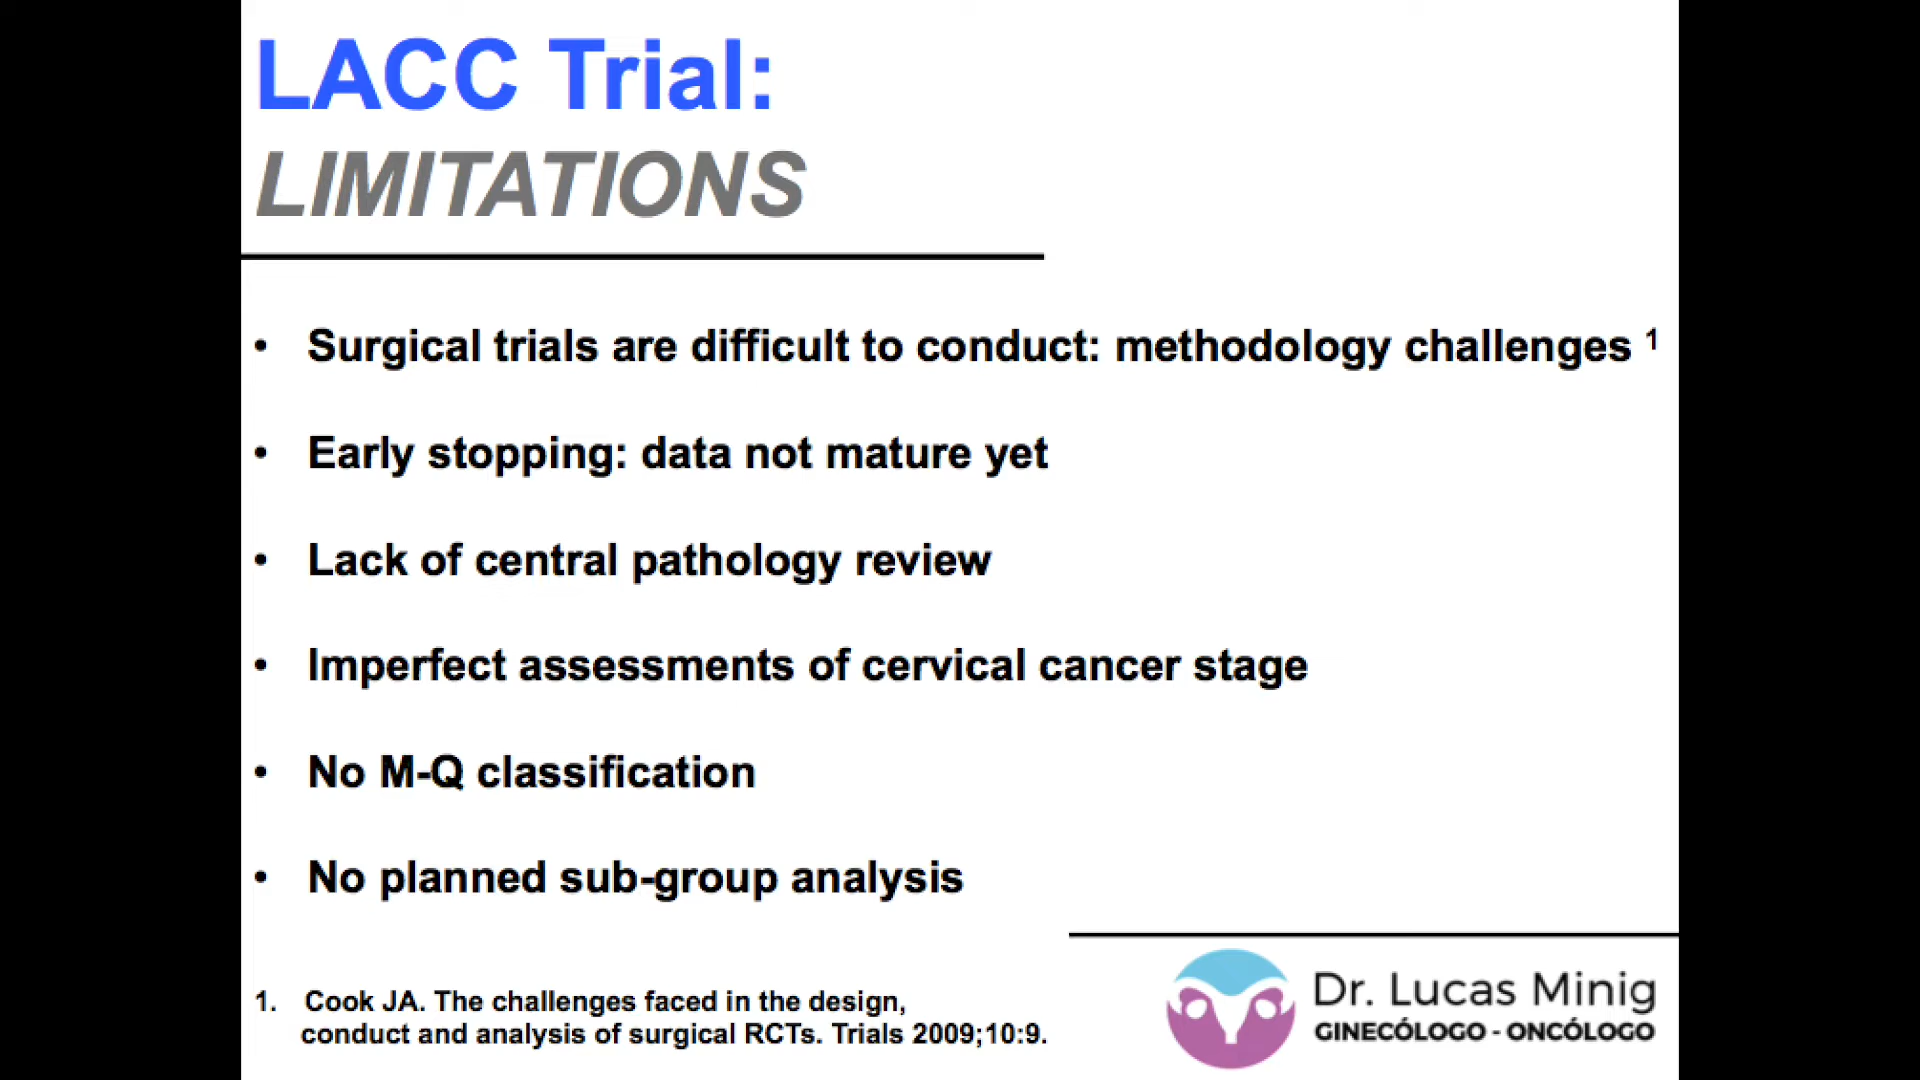 LACC Trial:
LIMITATIONS
• Surgical trials are difficult to conduct: methodology challenges 1
• Early stopping: data not mature yet
• Lack of central pathology review
• Imperfect assessments of cervical cancer stage
• No M-Q classification
• No planned sub-group analysis
1. Cook JA. The challenges faced in the design,
conduct and analysis of surgical RCTs. Trials 2009;10:9.
Dr. Lucas Minig
GINECÓLOGO - ONCÓLOGO